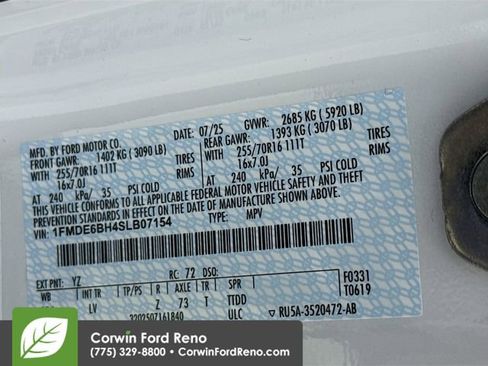 MFD. BY FORD MOTOR CO.
DATE: 07/25 GVWR: 2685 KG ( 5920 LB)
FRONT GAWR: 1402 KG ( 3090 LB) REAR GAWR: 1393 KG ( 3070 LB)
WITH 255/70R16 111T TIRES WITH 255/70R16 111T TIRES
16x7.0J RIMS 16x7.0J RIMS
AT 240 kPa/ 35 PSI COLD AT 240 kPa/ 35 PSI COLD
THIS VEHICLE CONFORMS TO ALL APPLICABLE FEDERAL MOTOR VEHICLE SAFETY AND THEFT PREVENTION
STANDARDS IN EFFECT ON THE DATE OF MANUFACTURE SHOWN ABOVE.
VIN: 1FMDE6BH4SLB07154 TYPE: MPV
EXT PNT: YZ RC: 72 DSO: F0331
WB INT TR TP/PS R AXLE TR SPR T0619
LV Z 73 T TTDD
3202507161840 ULC ▽ RU5A-3520472-AB
Corwin Ford Reno
(775) 329-8800 • CorwinFordReno.com